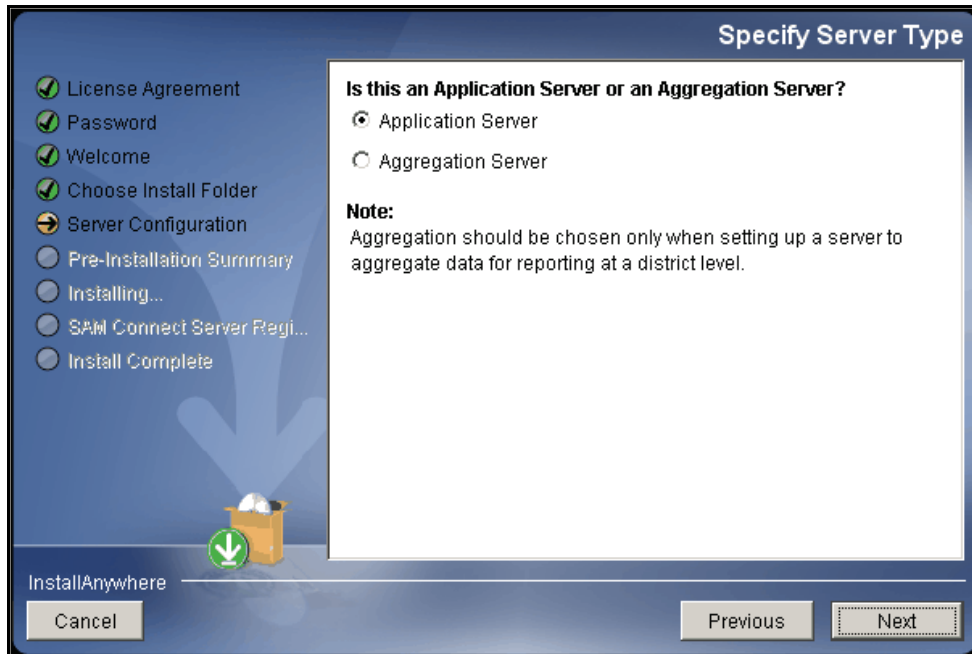 Specify Server Type
License Agreement
Password
Welcome
Choose Install Folder
Server Configuration
Pre-Installation Summary
Installing...
SAM Connect Server Regi...
Install Complete
Is this an Application Server or an Aggregation Server?
Application Server
Aggregation Server
Note:
Aggregation should be chosen only when setting up a server to
aggregate data for reporting at a district level.
InstallAnywhere
Cancel
Previous
Next